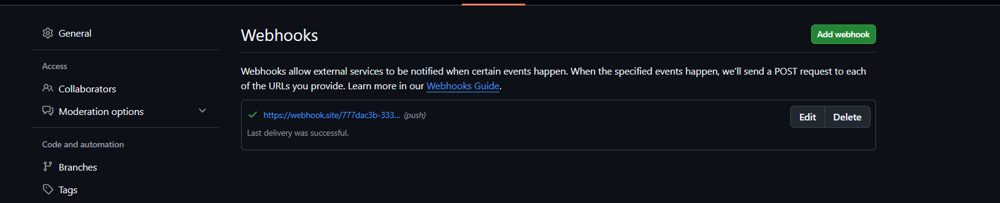 General
Access
Collaborators
Moderation options
Code and automation
Branches
Tags
Webhooks
Add webhook
Webhooks allow external services to be notified when certain events happen. When the specified events happen, we'll send a POST request to each
of the URLs you provide. Learn more in our Webhooks Guide.
https://webhook.site/777dac3b-333... (push)
Edit
Delete
Last delivery was successful.